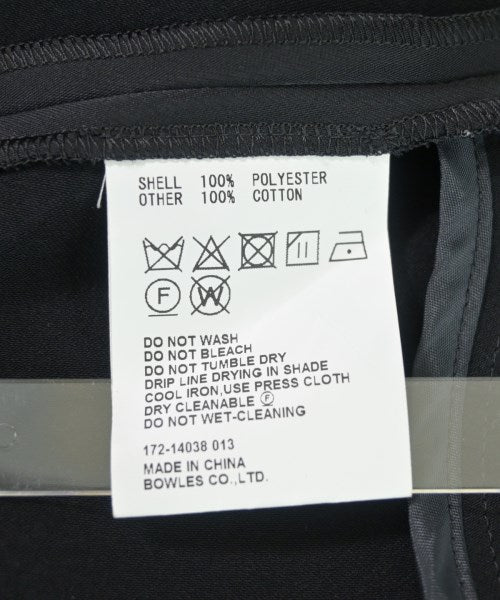 SHELL 100% POLYESTER
OTHER 100% COTTON
F W
DO NOT WASH
DO NOT BLEACH
DO NOT TUMBLE DRY
DRIP LINE DRYING IN SHADE
COOL IRON,USE PRESS CLOTH
DRY CLEANABLE Ⓕ
DO NOT WET-CLEANING
172-14038 013
MADE IN CHINA
BOWLES CO.,LTD.